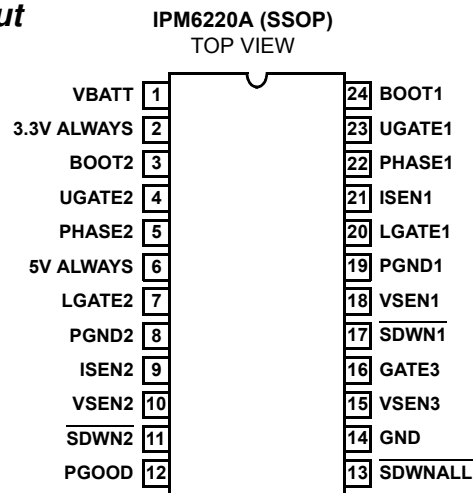 ut
IPM6220A (SSOP)
TOP VIEW
VBATT 1 24 BOOT1
3.3V ALWAYS 2 23 UGATE1
BOOT2 3 22 PHASE1
UGATE2 4 21 ISEN1
PHASE2 5 20 LGATE1
5V ALWAYS 6 19 PGND1
LGATE2 7 18 VSEN1
PGND2 8 17 SDWN1
ISEN2 9 16 GATE3
VSEN2 10 15 VSEN3
SDWN2 11 14 GND
PGOOD 12 13 SDWNALL